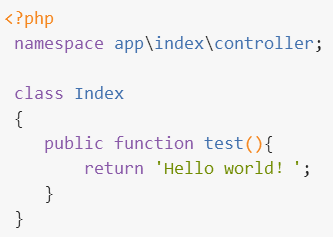 <?php
namespace app\index\controller;
class Index
{
public function test(){
return 'Hello world! ';
}
}